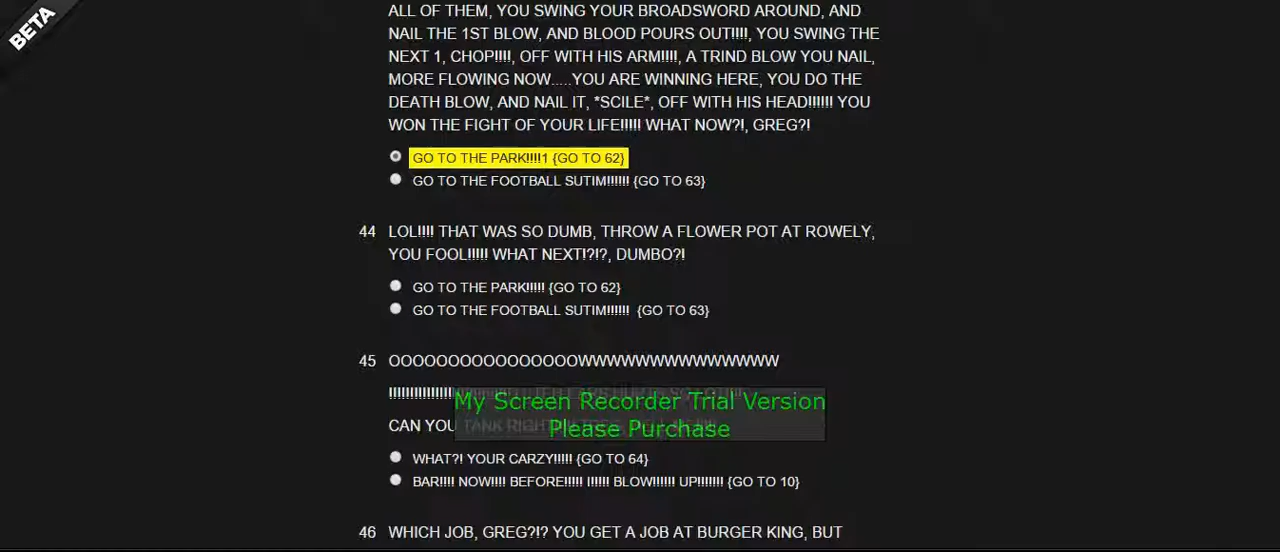 BETA
ALL OF THEM, YOU SWING YOUR BROADSWORD AROUND, AND
NAIL THE 1ST BLOW, AND BLOOD POURS OUT!!!!, YOU SWING THE
NEXT 1, CHOP!!!!, OFF WITH HIS ARM!!!!, A TRIND BLOW YOU NAIL,
MORE FLOWING NOW.....YOU ARE WINNING HERE, YOU DO THE
DEATH BLOW, AND NAIL IT, *SCILE*, OFF WITH HIS HEAD!!!!!! YOU
WON THE FIGHT OF YOUR LIFE!!!!! WHAT NOW?!, GREG?!
GO TO THE PARK!!!!1 {GO TO 62}
GO TO THE FOOTBALL SUTIM!!!!!! {GO TO 63}
44 LOL!!!! THAT WAS SO DUMB, THROW A FLOWER POT AT ROWELY,
YOU FOOL!!!!! WHAT NEXT!?!?, DUMBO?!
GO TO THE PARK!!!!! {GO TO 62}
GO TO THE FOOTBALL SUTIM!!!!!! {GO TO 63}
45 OOOOOOOOOOOOOOOOWWWWWWWWWWWWWW
My Screen Recorder Trial Version
CAN YOU
Please Purchase
WHAT?! YOUR CARZY!!!!! {GO TO 64}
BAR!!!! NOW!!!! BEFORE!!!!! I!!!!! BLOW!!!!!! UP!!!!!!! {GO TO 10}
46 WHICH JOB, GREG?!? YOU GET A JOB AT BURGER KING, BUT